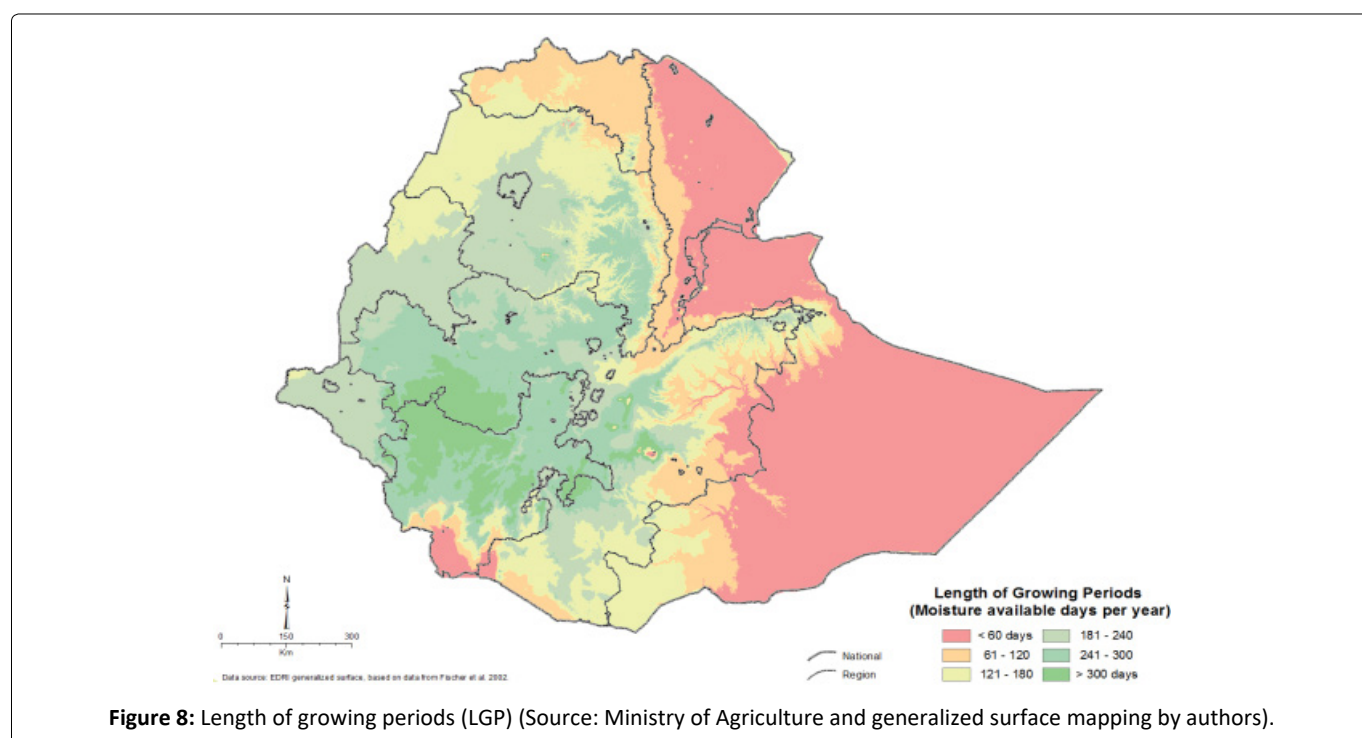 N
0 150 300
Km
Data source: EDRI generalized surface, based on data from Fischer et al. 2002.
National
Region
Length of Growing Periods
(Moisture available days per year)
< 60 days 181 - 240
61 - 120 241 - 300
121 - 180 > 300 days
Figure 8: Length of growing periods (LGP) (Source: Ministry of Agriculture and generalized surface mapping by authors).